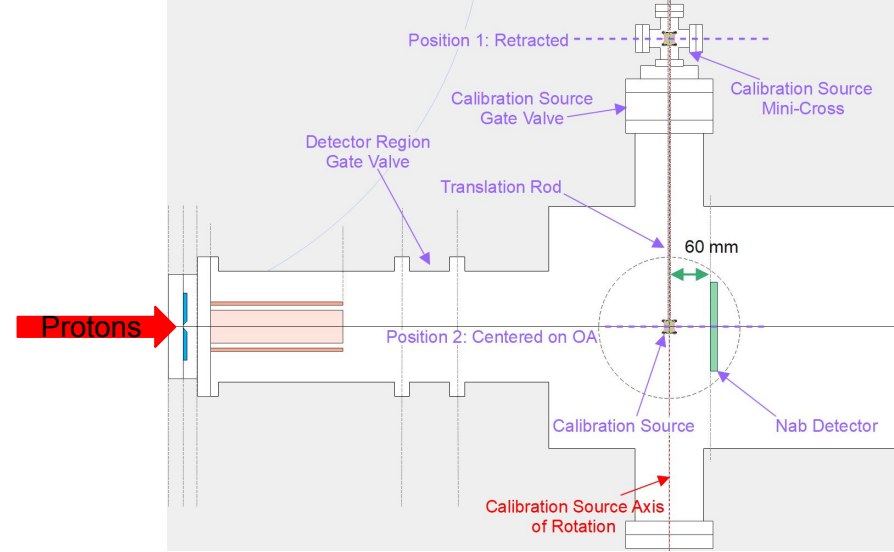 Position 1: Retracted
Calibration Source
Mini-Cross
Calibration Source
Gate Valve
Detector Region
Gate Valve
Translation Rod
60 mm
Protons
Position 2: Centered on OA
Calibration Source
Nab Detector
Calibration Source Axis
of Rotation